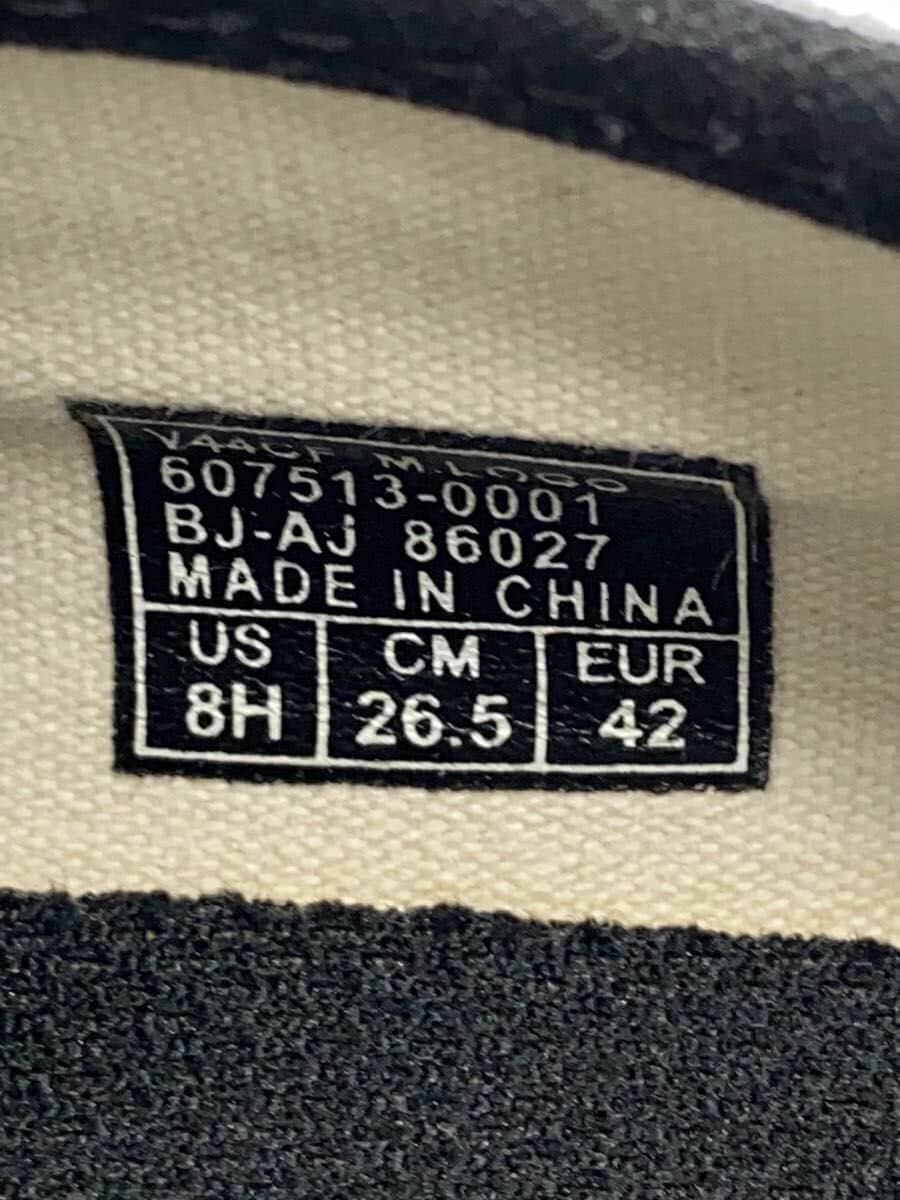 607513-0001
BJ-AJ 86027
MADE IN CHINA
US CM EUR
8H 26.5 42